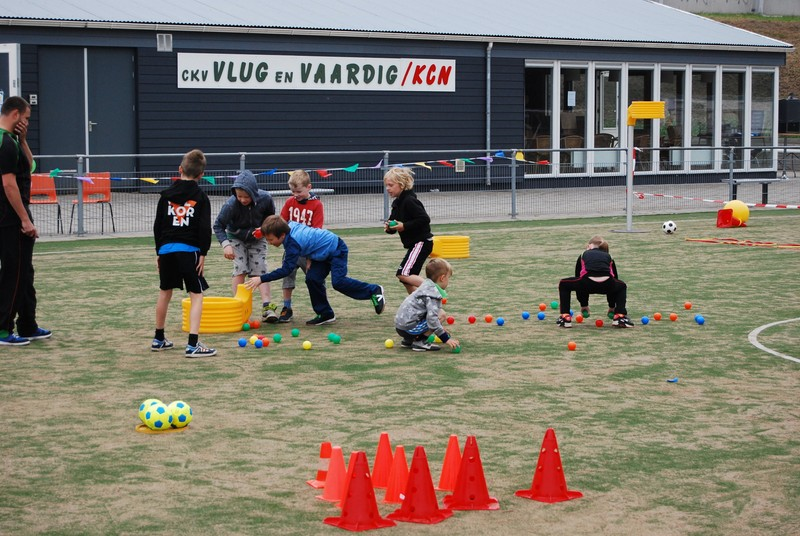 CKV VLUG EN VAARDIG/KCN
KOR
EN
1947